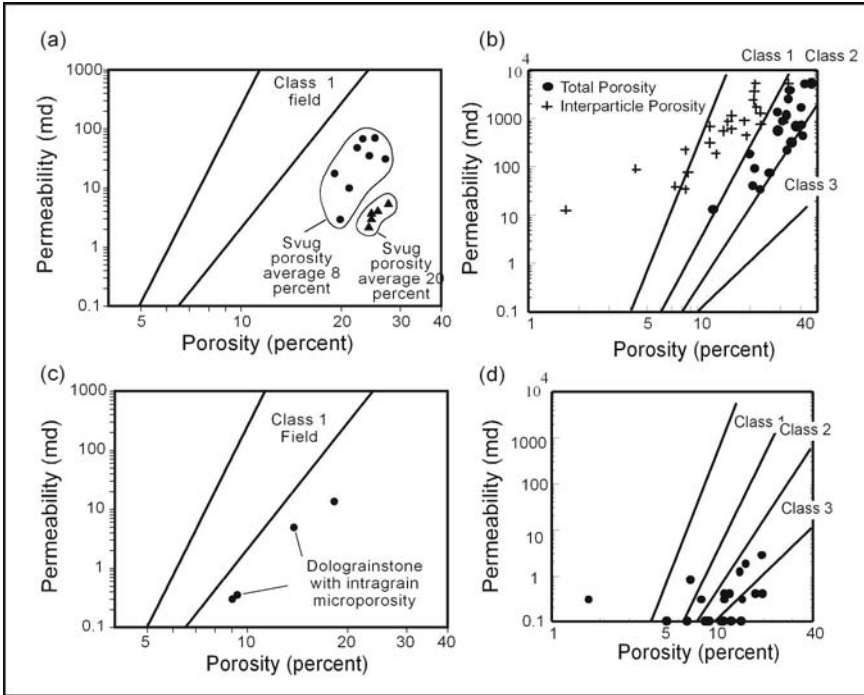 (a)
Permeability (md)
1000
100
10
1
0.1
Class 1
field
Svug
porosity
average 8
percent
Svug
porosity
average 20
percent
5
10
20
30
40
Porosity (percent)
(b)
Permeability (md)
4
10
1000
100
10
1
0.1
Class 1
Class 2
Total Porosity
Interparticle Porosity
Class 3
1
5
10
40
Porosity (percent)
(c)
Permeability (md)
1000
100
10
1
0.1
Class 1
Field
Dolograinstone
with intragrain
microporosity
5
10
20
30
40
Porosity (percent)
(d)
Permeability (md)
4
10
1000
100
10
1
0.1
Class 1
Class 2
Class 3
1
5
10
40
Porosity (percent)